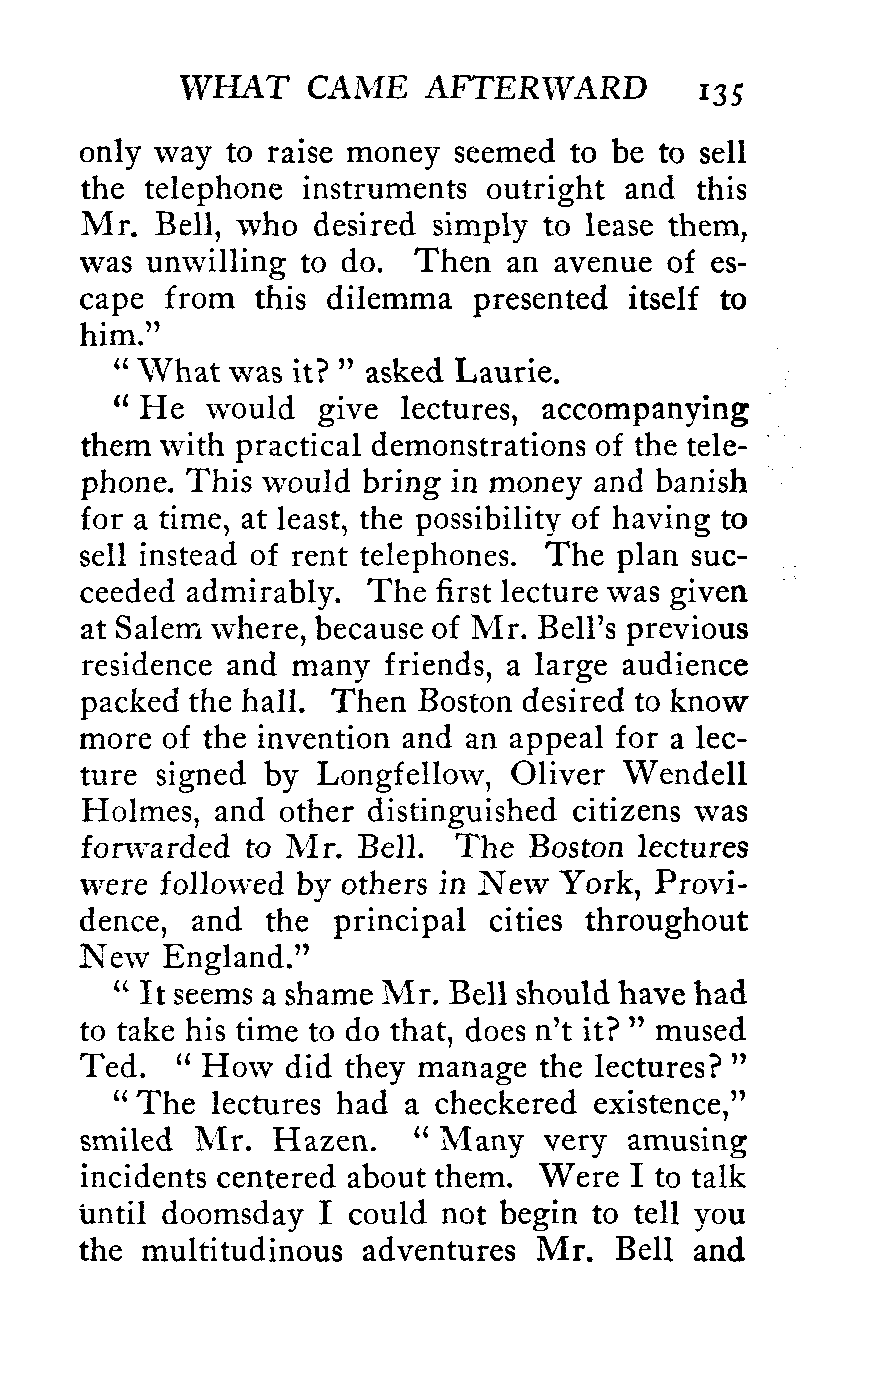 WHAT CAME AFTERWARD 135
only way to raise money seemed to be to sell
the telephone instruments outright and this
Mr. Bell, who desired simply to lease them,
was unwilling to do. Then an avenue of es-
cape from this dilemma presented itself to
him."
" What was it? " asked Laurie.
" He would give lectures, accompanying
them with practical demonstrations of the tele-
phone. This would bring in money and banish
for a time, at least, the possibility of having to
sell instead of rent telephones. The plan suc-
ceeded admirably. The first lecture was given
at Salem where, because of Mr. Bell's previous
residence and many friends, a large audience
packed the hall. Then Boston desired to know
more of the invention and an appeal for a lec-
ture signed by Longfellow, Oliver Wendell
Holmes, and other distinguished citizens was
forwarded to Mr. Bell. The Boston lectures
were followed by others in New York, Provi-
dence, and the principal cities throughout
New England."
" It seems a shame Mr. Bell should have had
to take his time to do that, does n't it? " mused
Ted. " How did they manage the lectures? "
" The lectures had a checkered existence,"
smiled Mr. Hazen. " Many very amusing
incidents centered about them. Were I to talk
until doomsday I could not begin to tell you
the multitudinous adventures Mr. Bell and